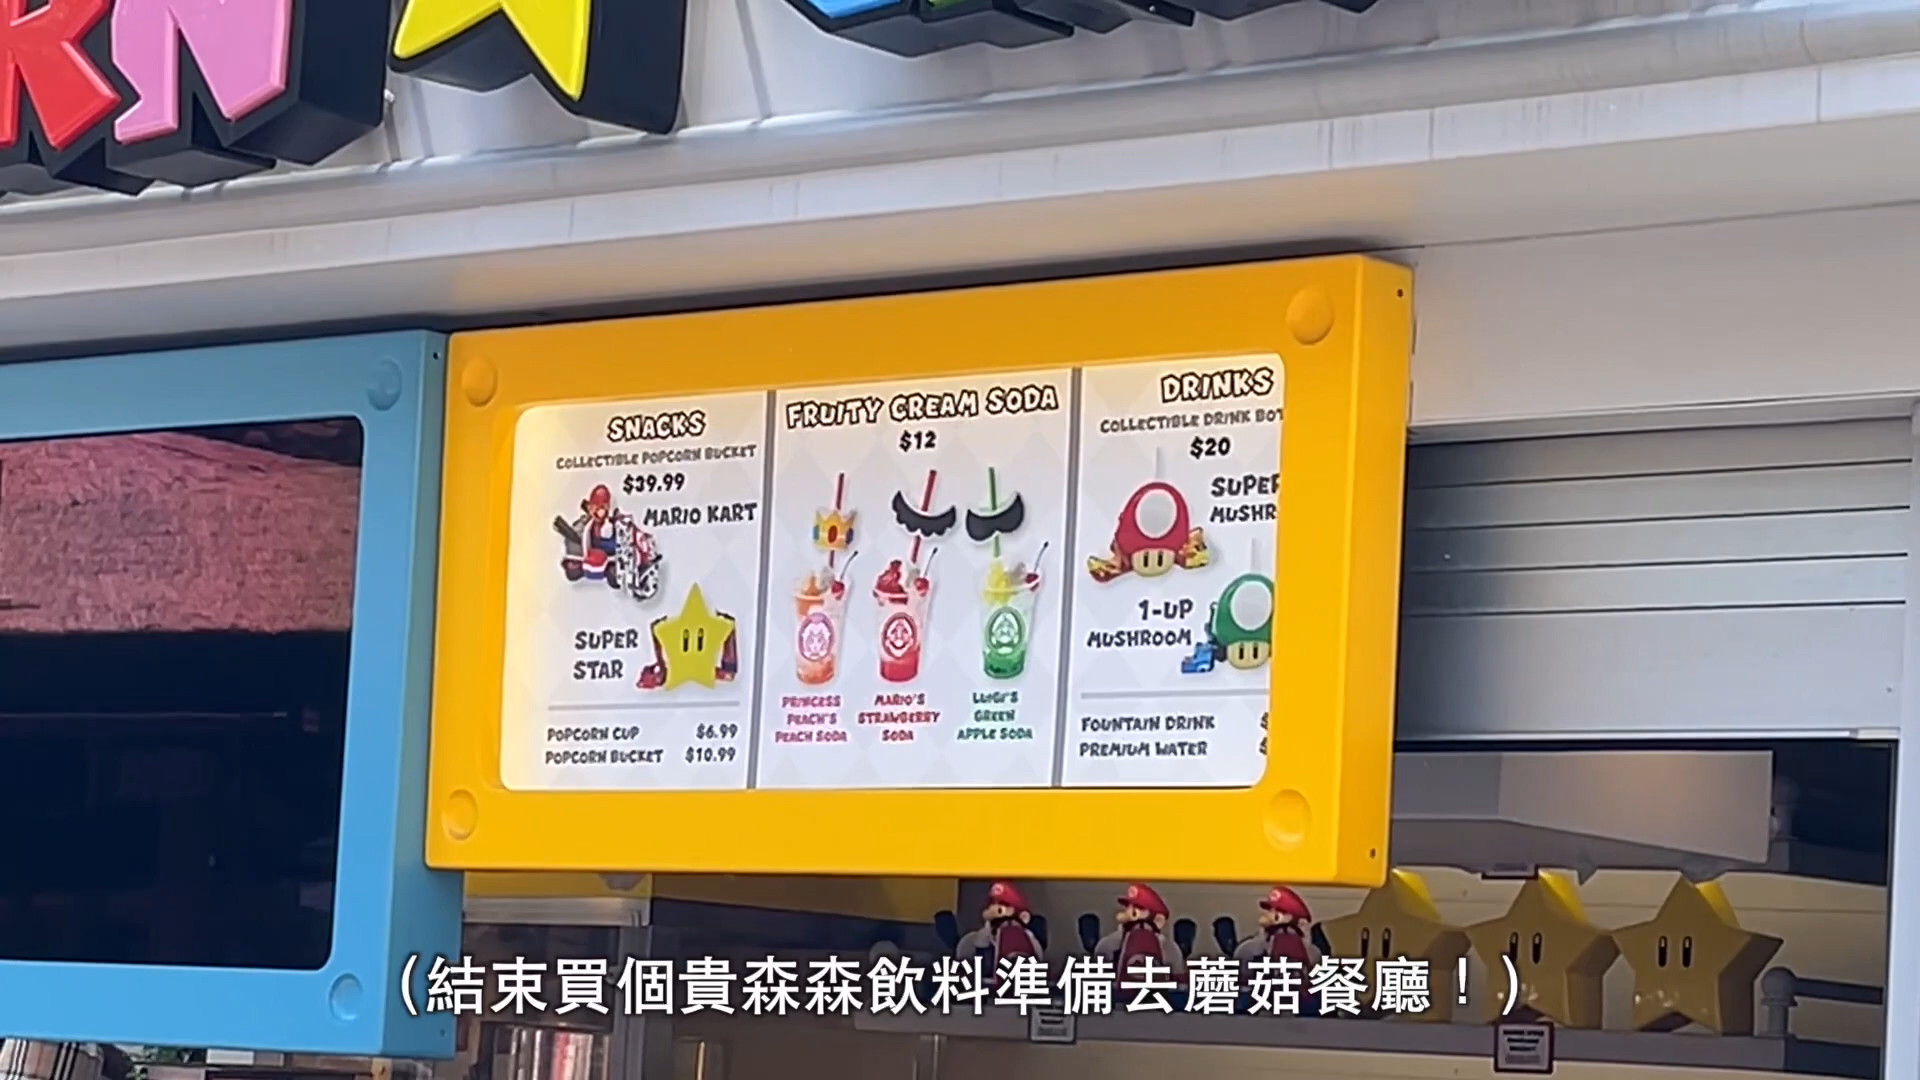 RN
SNACKS
COLLECTIBLE POPCORN BUCKET
$39.99
MARIO KART
SUPER
STAR
POPCORN CUP $6.99
POPCORN BUCKET $10.99
FRUITY CREAM SODA
$12
PRINCESS
PEACH'S
PEACH SODA
MARIO'S
STRAWBERRY
SODA
LUIGI'S
GREEN
APPLE SODA
DRINKS
COLLECTIBLE DRINK BOT
$20
SUPER
MUSHR
1-UP
MUSHROOM
FOUNTAIN DRINK $
PREMIUM WATER $
（結束買個貴森森飲料準備去蘑菇餐廳！）